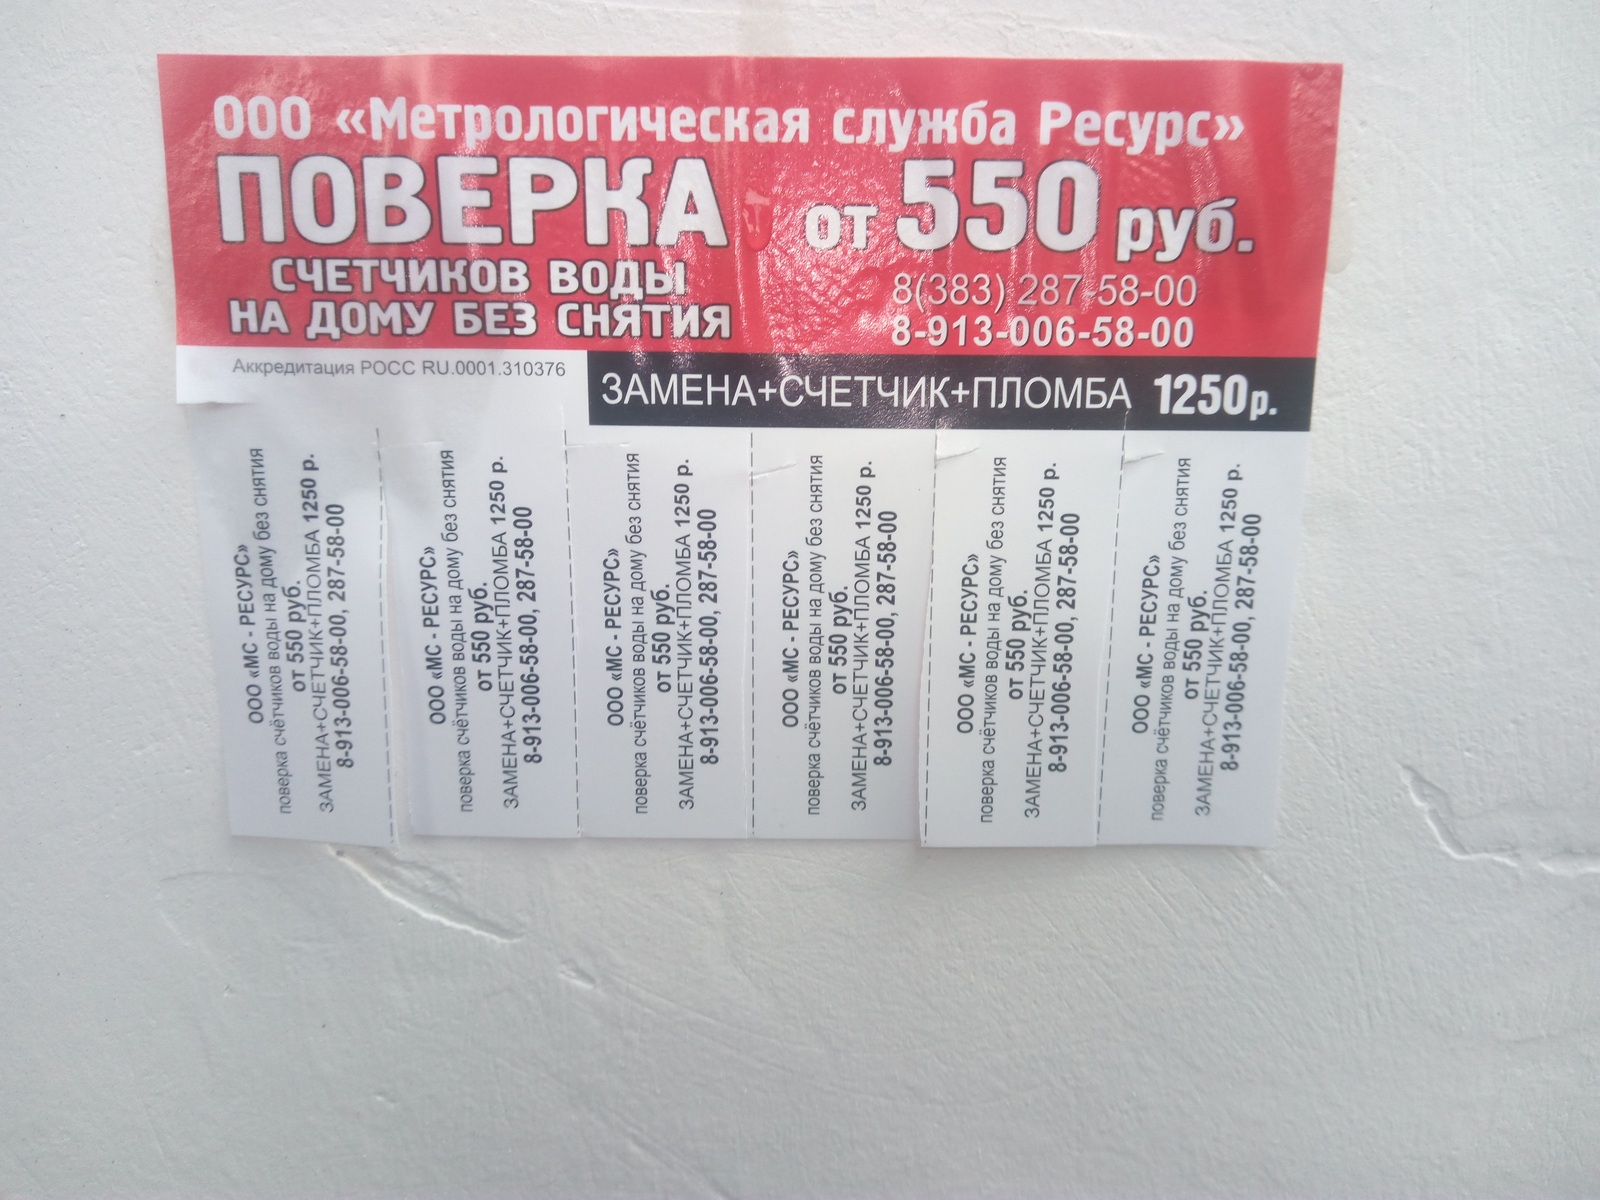 ООО «Метрологическая служба Ресурс»
ПОВЕРКА от 550 руб.
СЧЕТЧИКОВ ВОДЫ
НА ДОМУ БЕЗ СНЯТИЯ
8(383) 287-58-00
8-913-006-58-00
Аккредитация РОСС RU.0001.310376
ЗАМЕНА+СЧЕТЧИК+ПЛОМБА 1250р.
ООО «МС - РЕСУРС»
поверка счётчиков воды на дому без снятия
от 550 руб.
ЗАМЕНА+СЧЕТЧИК+ПЛОМБА 1250 р.
8-913-006-58-00, 287-58-00
ООО «МС - РЕСУРС»
поверка счётчиков воды на дому без снятия
от 550 руб.
ЗАМЕНА+СЧЕТЧИК+ПЛОМБА 1250 р.
8-913-006-58-00, 287-58-00
ООО «МС - РЕСУРС»
поверка счётчиков воды на дому без снятия
от 550 руб.
ЗАМЕНА+СЧЕТЧИК+ПЛОМБА 1250 р.
8-913-006-58-00, 287-58-00
ООО «МС - РЕСУРС»
поверка счётчиков воды на дому без снятия
от 550 руб.
ЗАМЕНА+СЧЕТЧИК+ПЛОМБА 1250 р.
8-913-006-58-00, 287-58-00
ООО «МС - РЕСУРС»
поверка счётчиков воды на дому без снятия
от 550 руб.
ЗАМЕНА+СЧЕТЧИК+ПЛОМБА 1250 р.
8-913-006-58-00, 287-58-00
ООО «МС - РЕСУРС»
поверка счётчиков воды на дому без снятия
от 550 руб.
ЗАМЕНА+СЧЕТЧИК+ПЛОМБА 1250 р.
8-913-006-58-00, 287-58-00